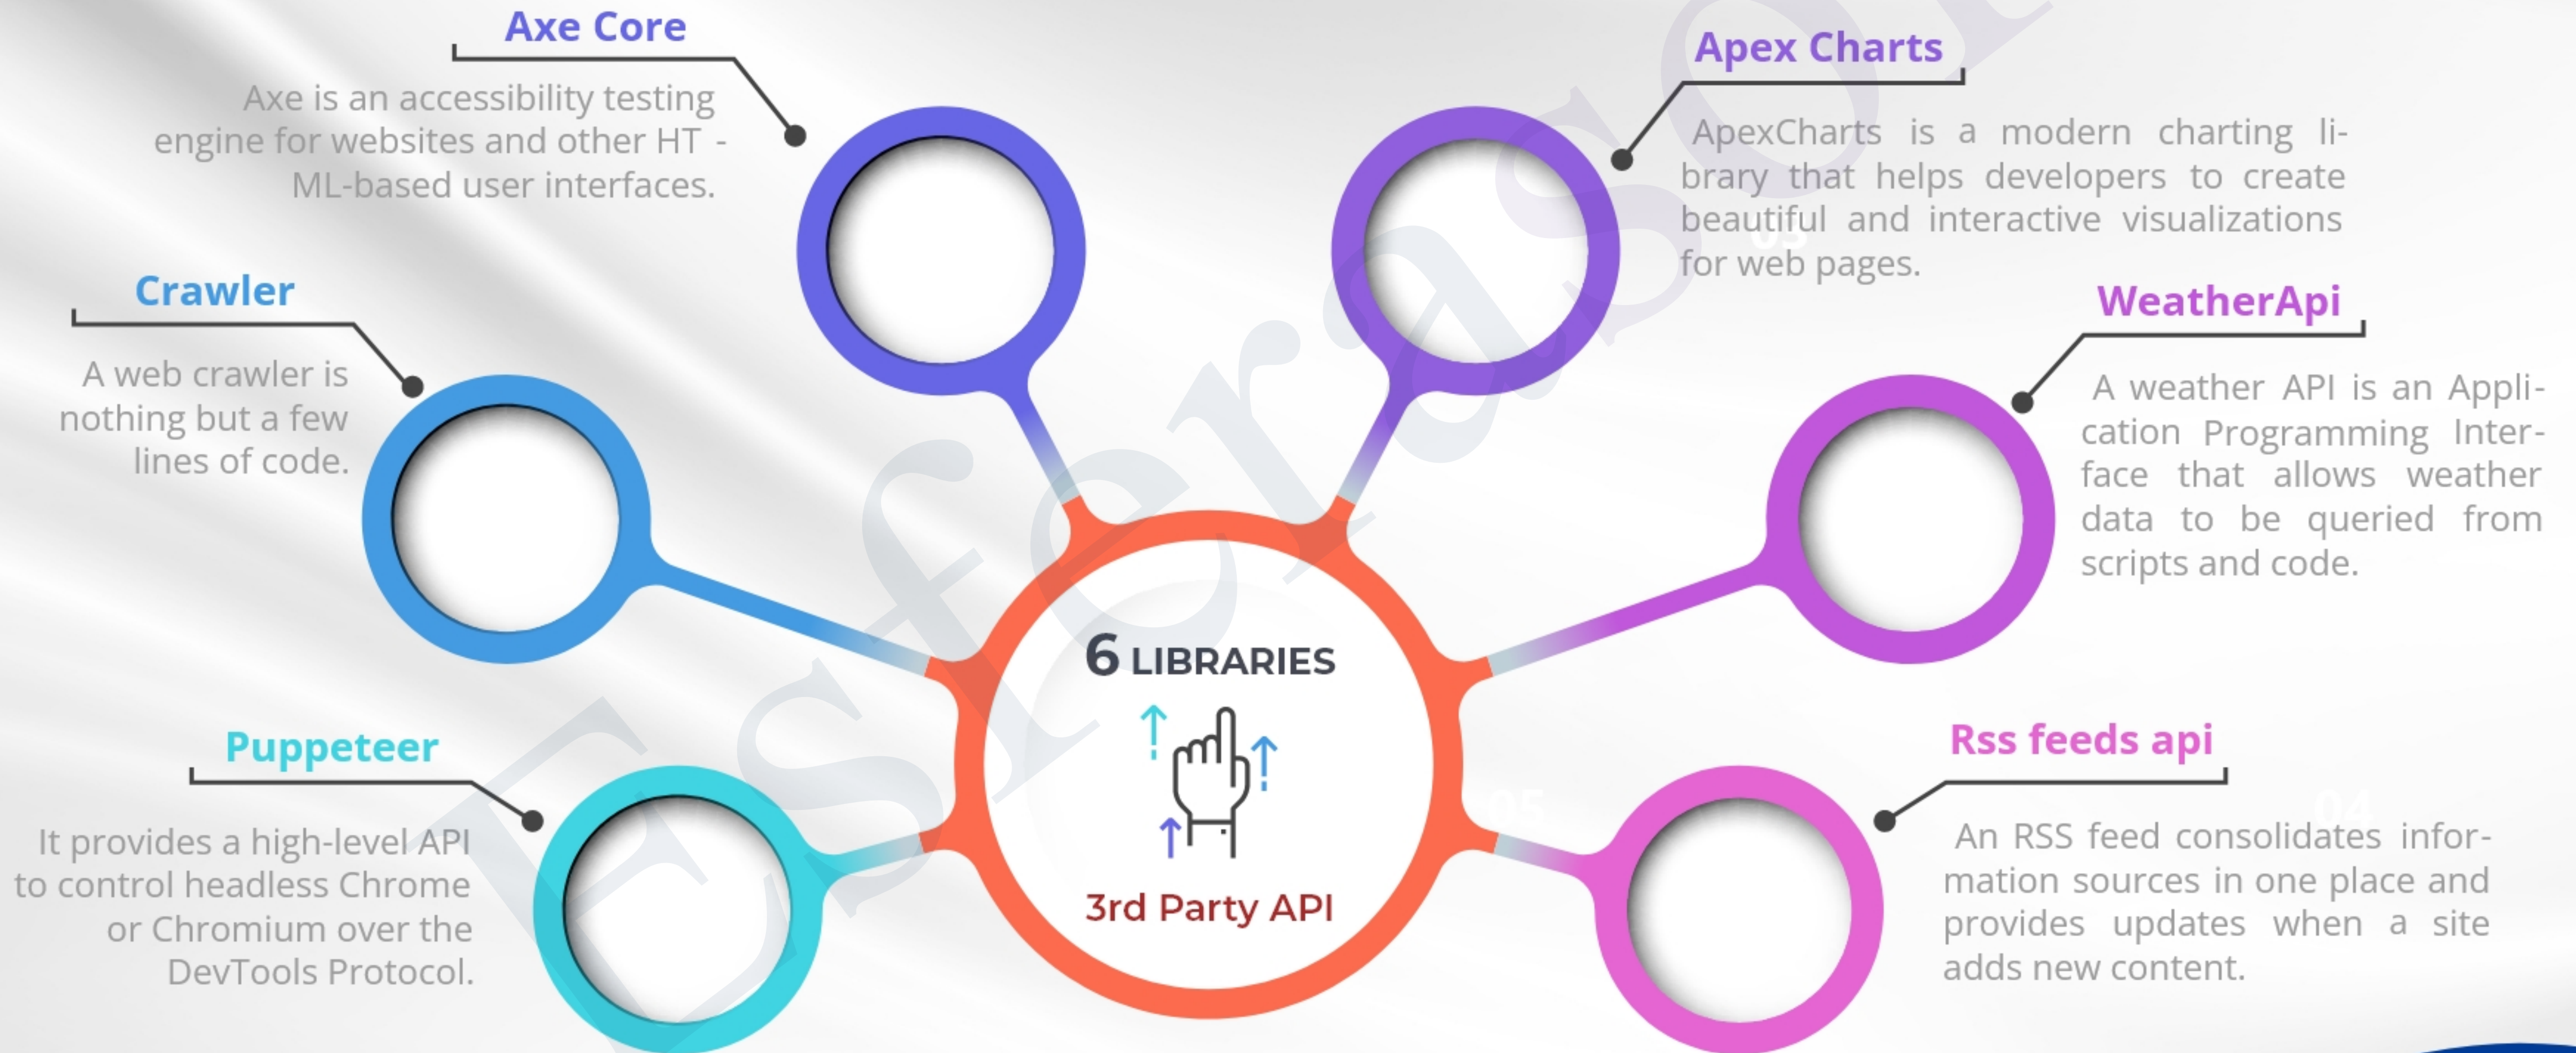 Axe Core
Axe is an accessibility testing
engine for websites and other HT -
ML-based user interfaces.
Crawler
A web crawler is
nothing but a few
lines of code.
Puppeteer
It provides a high-level API
to control headless Chrome
or Chromium over the
DevTools Protocol.
6 LIBRARIES
3rd Party API
Apex Charts
ApexCharts is a modern charting li-
brary that helps developers to create
beautiful and interactive visualizations
for web pages.
03
WeatherApi
A weather API is an Appli-
cation Programming Inter-
face that allows weather
data to be queried from
scripts and code.
Rss feeds api
An RSS feed consolidates infor-
mation sources in one place and
provides updates when a site
adds new content.
05
04